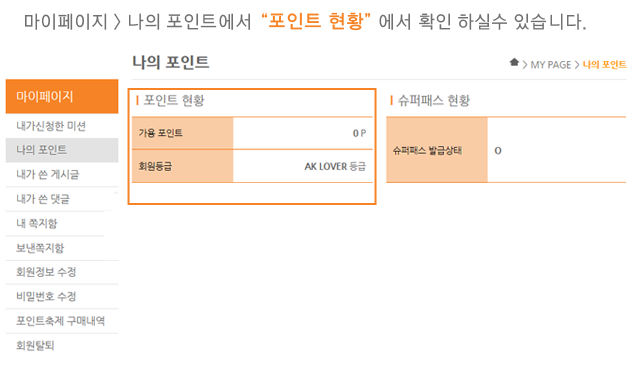 마이페이지 > 나의 포인트에서 “포인트 현황” 에서 확인 하실수 있습니다.
나의 포인트
> MY PAGE > 나의 포인트
마이페이지
내가신청한 미션
나의 포인트
내가 쓴 게시글
내가 쓴 댓글
내 쪽지함
보낸쪽지함
회원정보 수정
비밀번호 수정
포인트축제 구매내역
회원탈퇴
포인트 현황
가용 포인트 0 P
회원등급 AK LOVER 등급
슈퍼패스 현황
슈퍼패스 발급상태 O